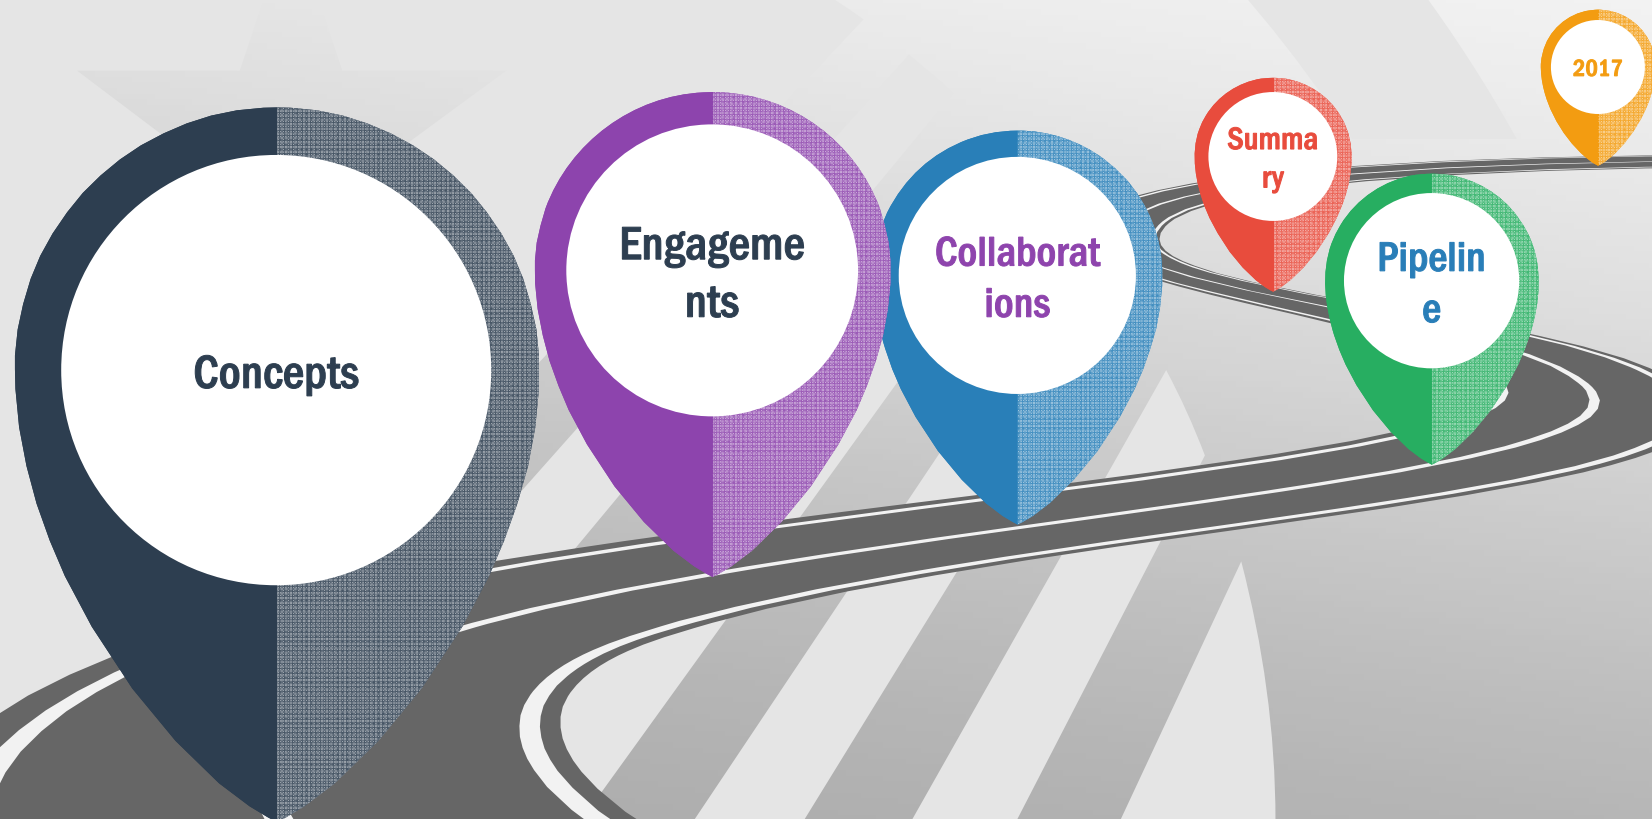 Concepts
Engageme
nts
Collaborat
ions
Summa
ry
Pipelin
e
2017